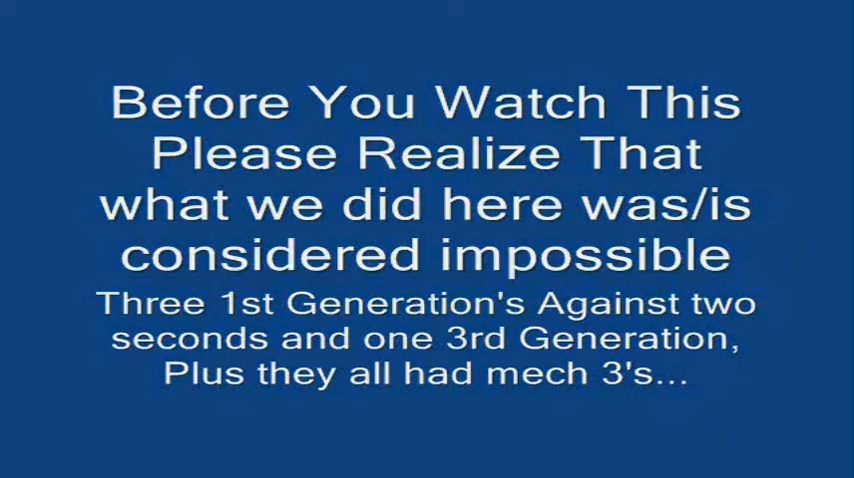 Before You Watch This
Please Realize That
what we did here was/is
considered impossible
Three 1st Generation's Against two
seconds and one 3rd Generation,
Plus they all had mech 3's...